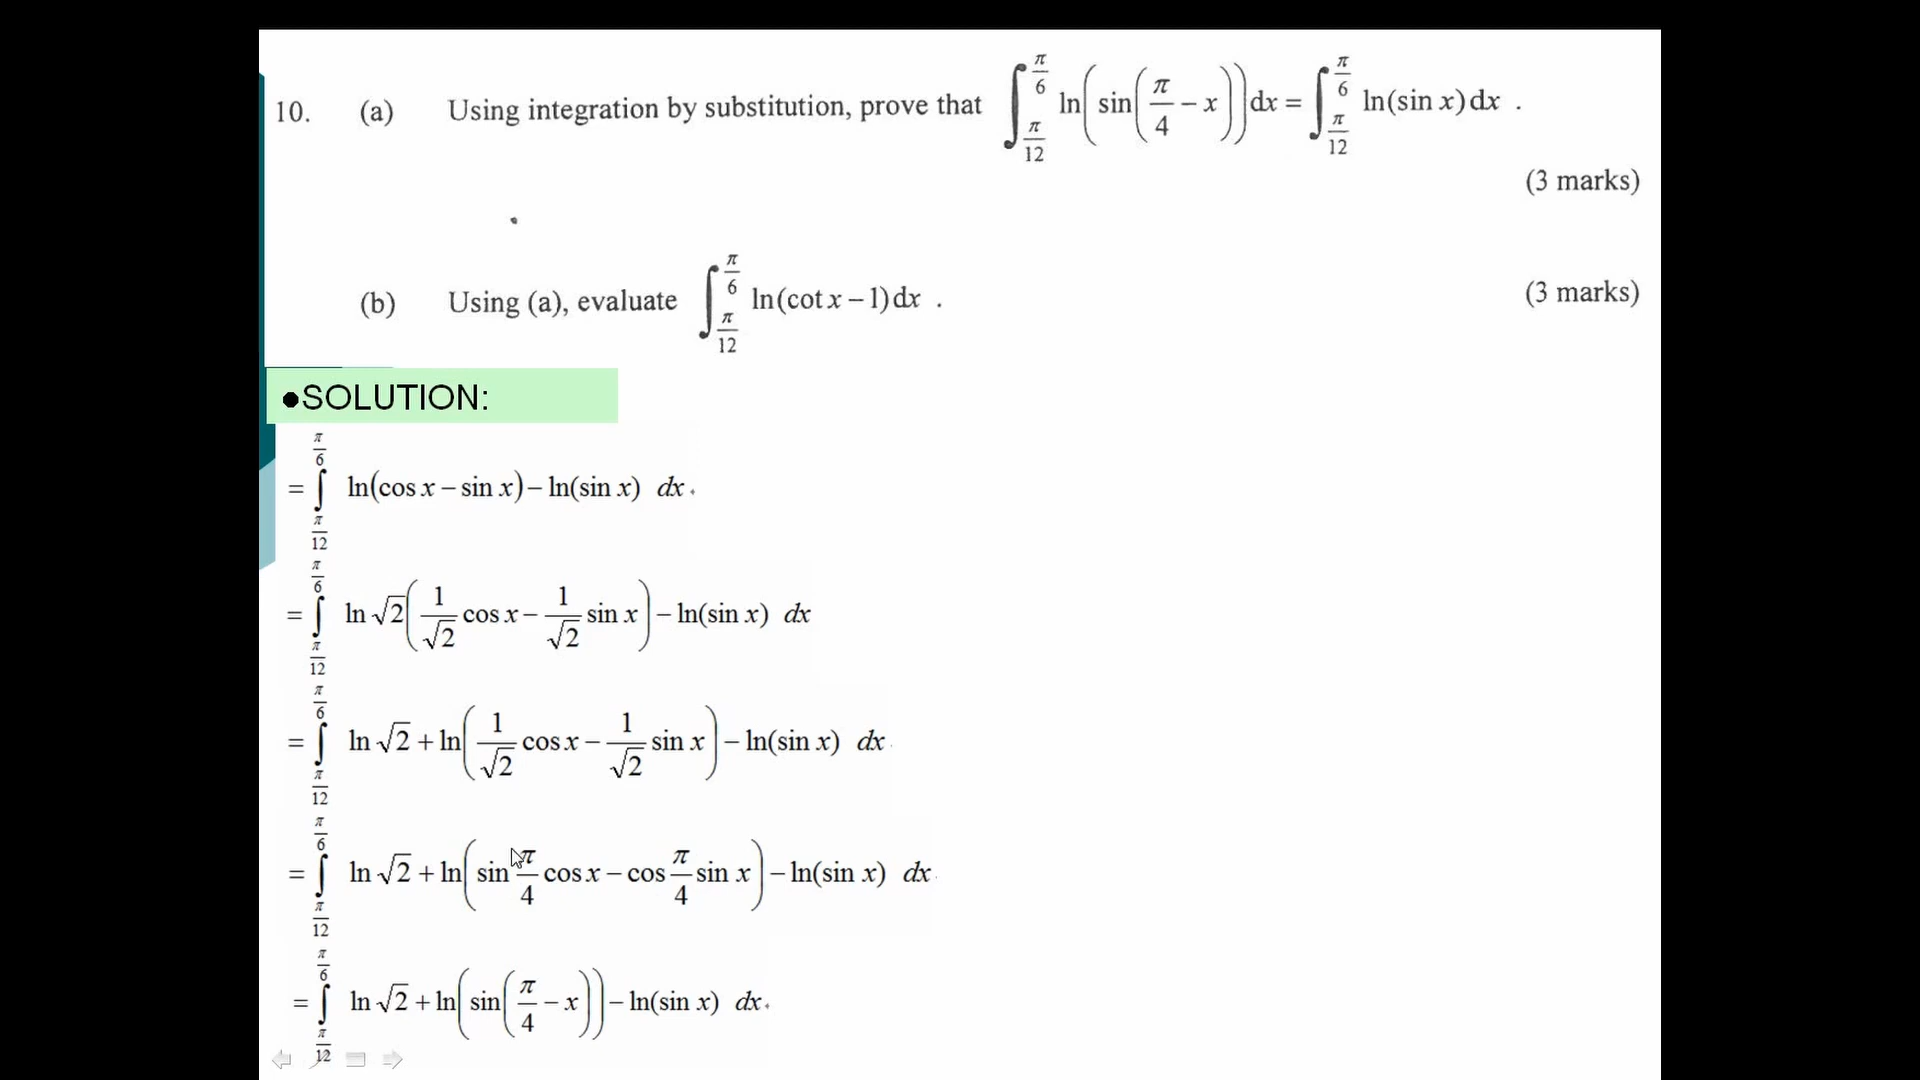 10. (a) Using integration by substitution, prove that ∫_{π/12}^{π/6} ln(sin(π/4 − x))dx = ∫_{π/12}^{π/6} ln(sin x)dx .
(3 marks)
(b) Using (a), evaluate ∫_{π/12}^{π/6} ln(cot x − 1)dx . (3 marks)
●SOLUTION:
= ∫_{π/12}^{π/6} ln(cos x − sin x) − ln(sin x) dx
= ∫_{π/12}^{π/6} ln √2(1/√2 cos x − 1/√2 sin x) − ln(sin x) dx
= ∫_{π/12}^{π/6} ln √2 + ln(1/√2 cos x − 1/√2 sin x) − ln(sin x) dx
= ∫_{π/12}^{π/6} ln √2 + ln(sin π/4 cos x − cos π/4 sin x) − ln(sin x) dx
= ∫_{π/12}^{π/6} ln √2 + ln(sin(π/4 − x)) − ln(sin x) dx